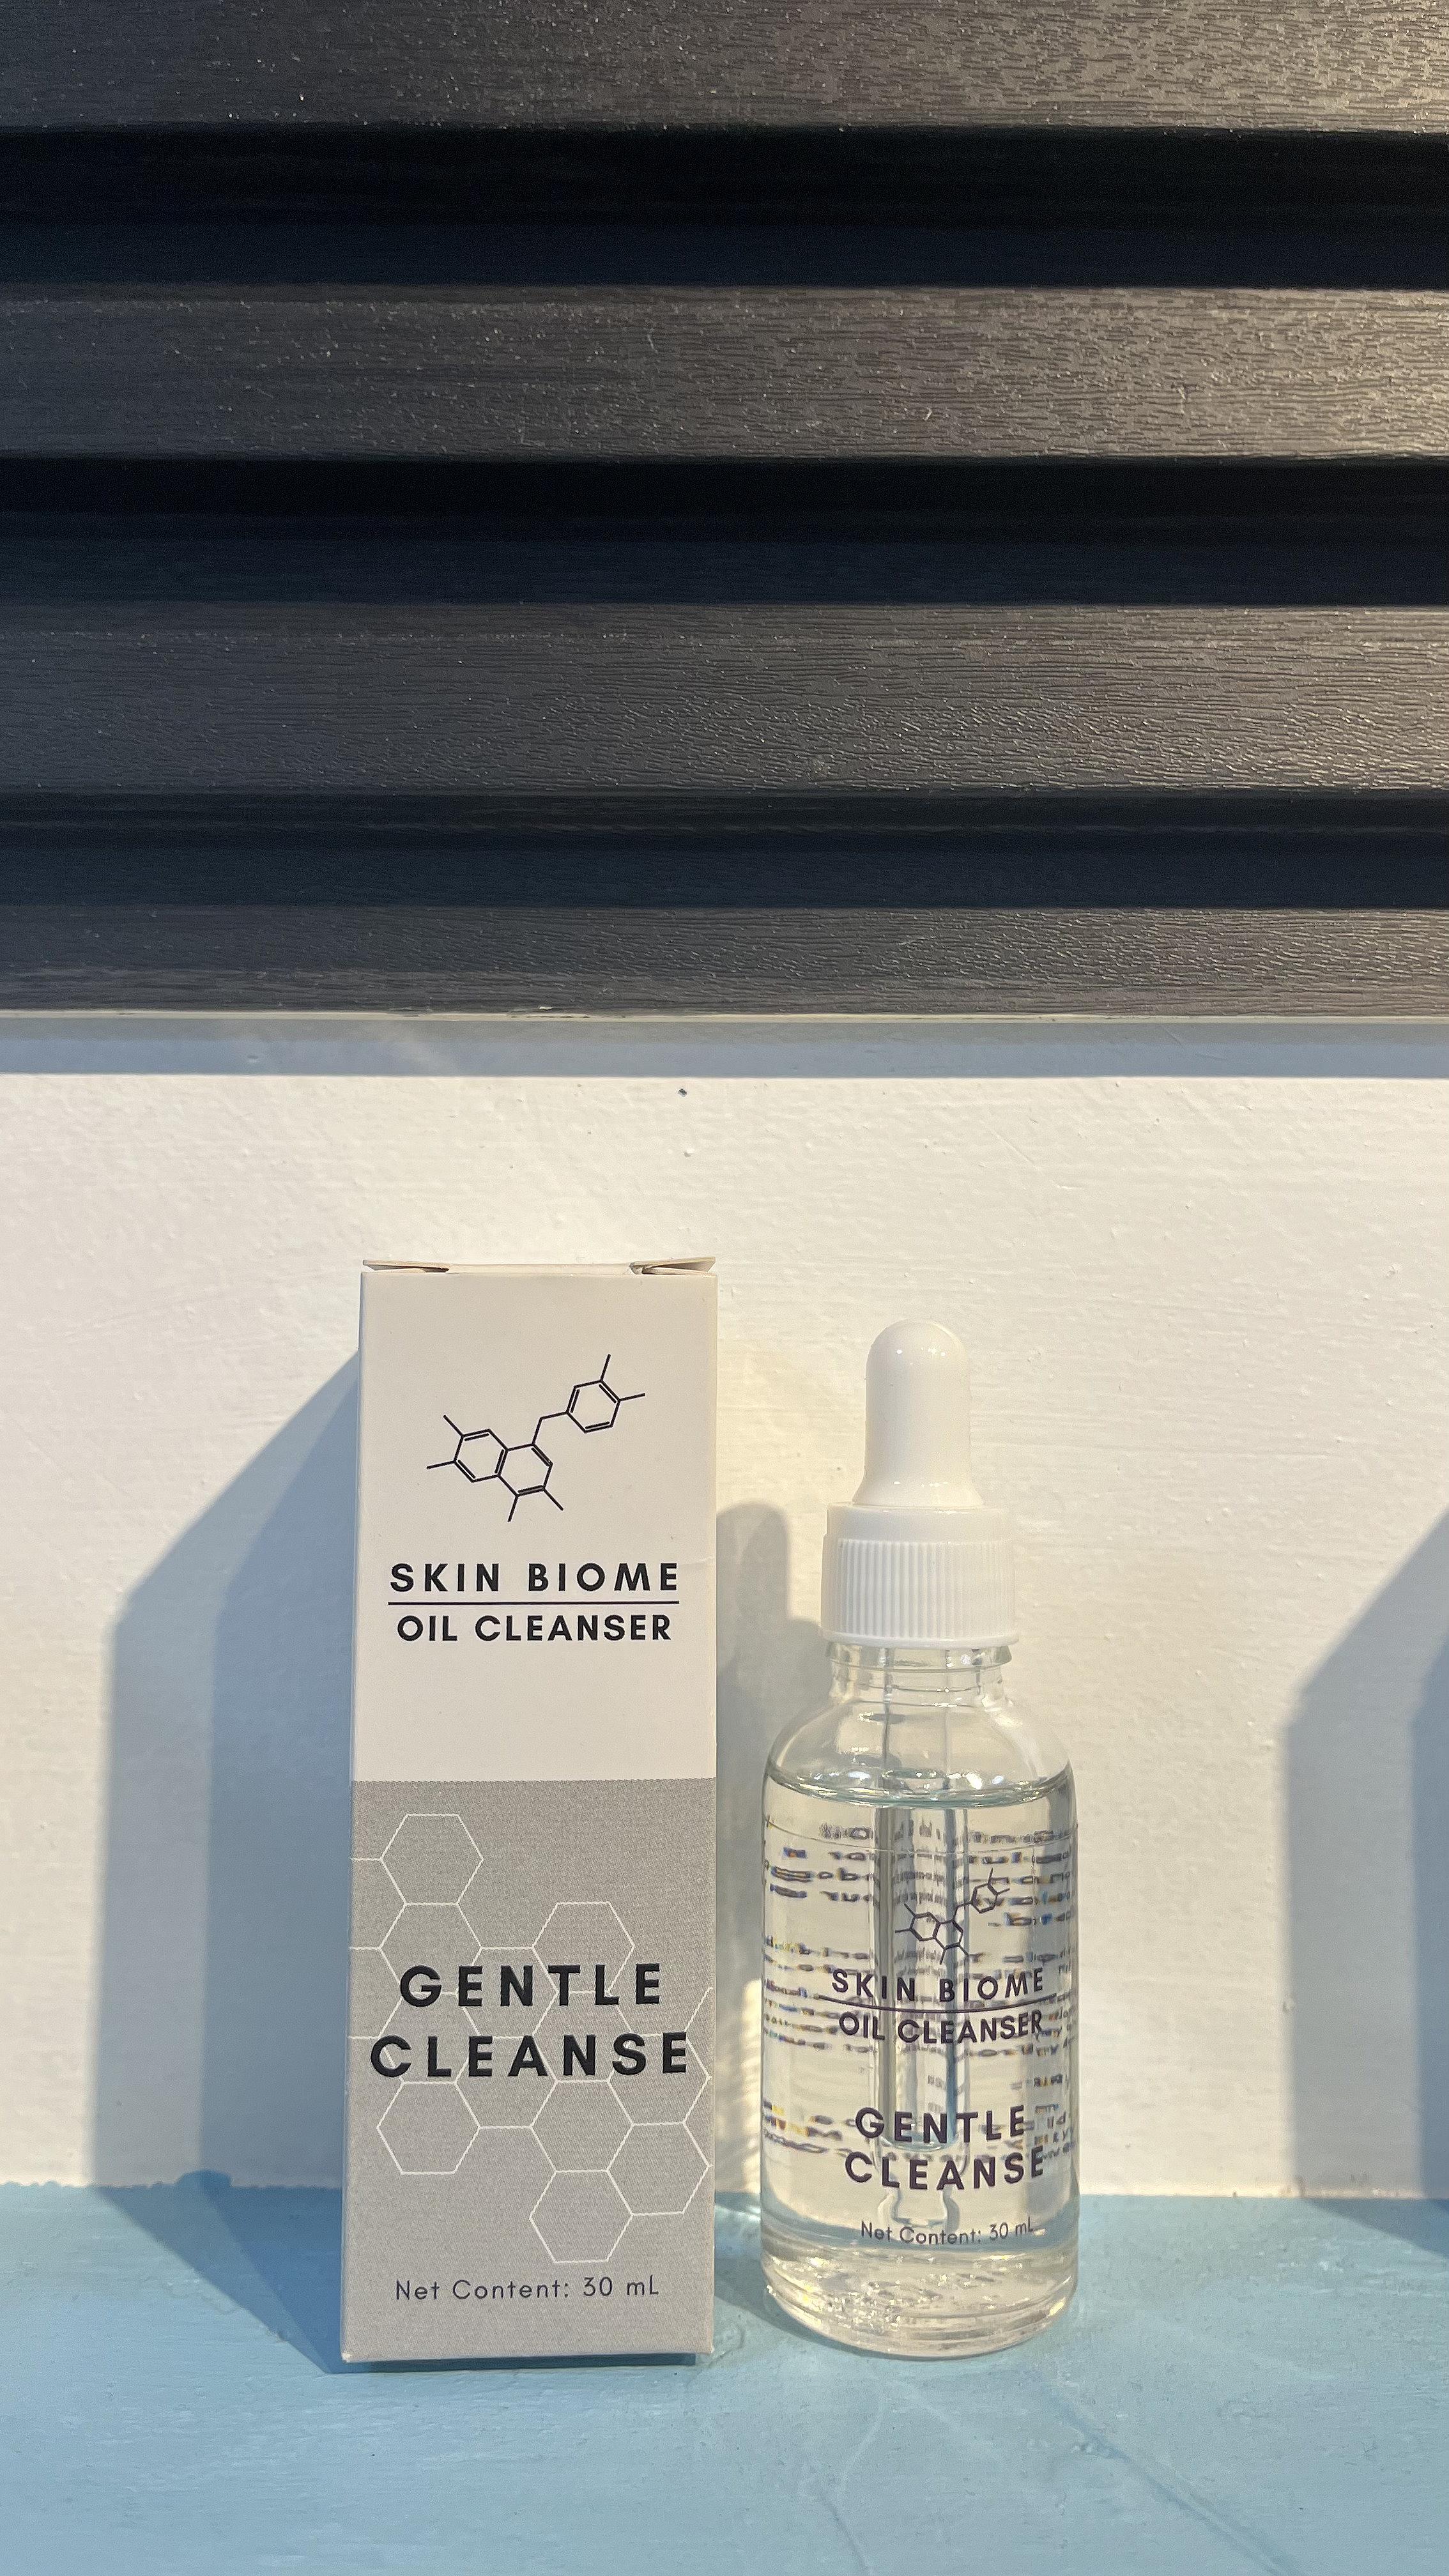 SKIN BIOME
OIL CLEANSER
GENTLE
CLEANSE
Net Content: 30 mL
SKIN BIOME
OIL CLEANSER
GENTLE
CLEANSE
Net Content: 30 mL